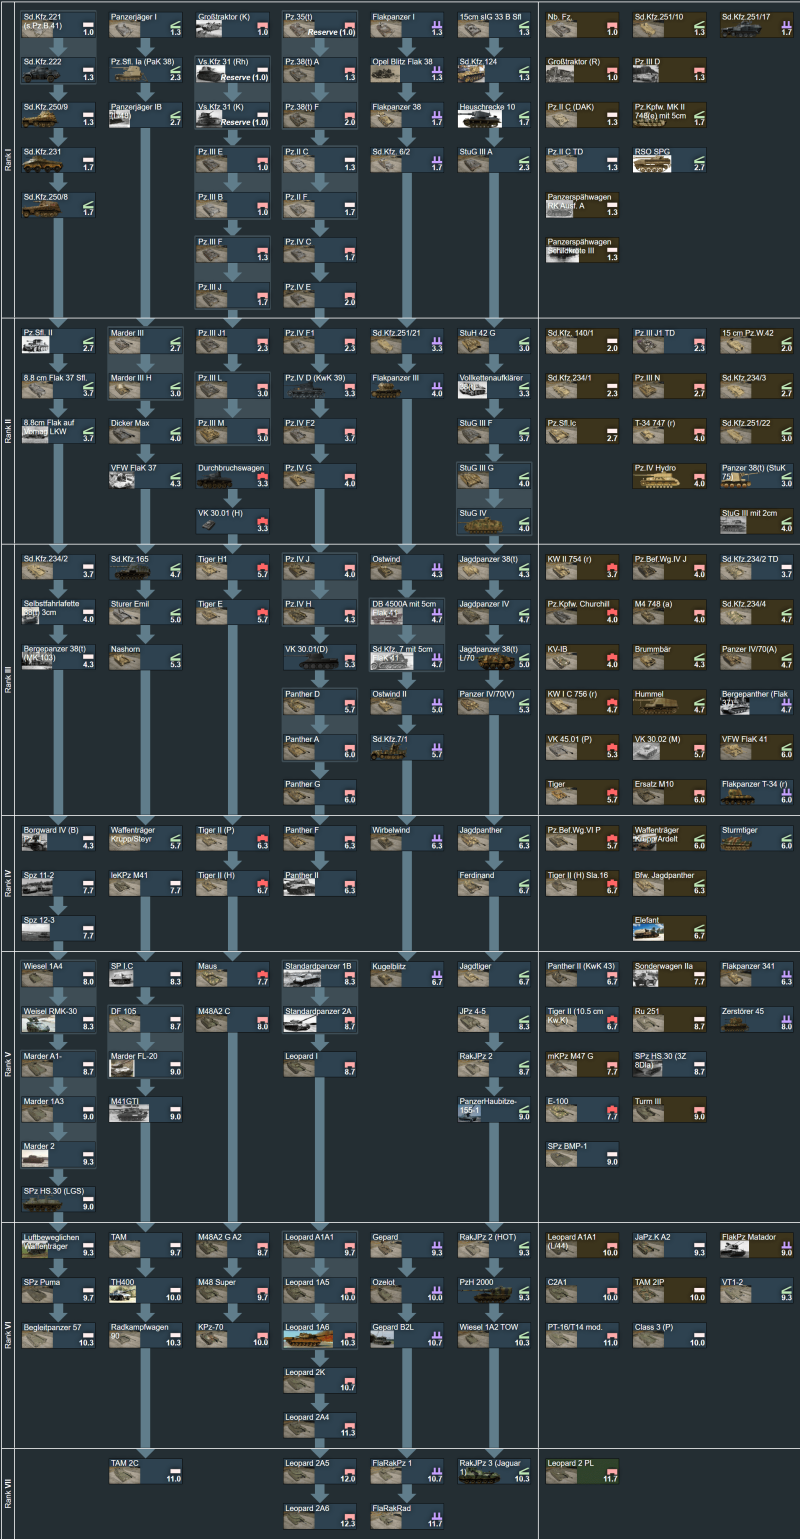 Rank I
Sd.Kfz.221
(s.Pz.B.41)
1.0
Panzerjäger I
1.3
Großtraktor (K)
1.0
Pz.35(t)
Reserve (1.0)
Flakpanzer I
1.3
15cm sIG 33 B Sfl
1.3
Nb. Fz.
1.0
Sd.Kfz.251/10
1.3
Sd.Kfz.251/17
1.7
Sd.Kfz.222
1.3
Pz.Sfl. Ia (PaK 38)
2.3
Vs.Kfz 31 (Rh)
Reserve (1.0)
Pz.38(t) A
1.3
Opel Blitz Flak 38
1.3
Sd.Kfz.124
1.3
Großtraktor (R)
1.0
Pz.III D
1.3
Sd.Kfz.250/9
1.3
Panzerjäger IB
2.7
Vs.Kfz 31 (K)
Reserve (1.0)
Pz.38(t) F
2.0
Flakpanzer 38
1.7
Heuschrecke 10
1.7
Pz.II C (DAK)
1.3
Pz.Kpfw. MK II
748(e) mit 5cm
1.7
Sd.Kfz.231
1.7
Pz.III E
1.0
Pz.II C
1.3
Sd.Kfz. 6/2
1.7
StuG III A
2.3
Pz.II C TD
1.3
RSO SPG
2.7
Sd.Kfz.250/8
1.7
Pz.III B
1.0
Pz.II F
1.7
Panzerspähwagen
RK Ausf. A
1.3
Pz.III F
1.3
Pz.IV C
1.7
Panzerspähwagen
Schildkröte III
1.3
Pz.III J
1.7
Pz.IV E
2.0
Rank II
Pz.Sfl. II
2.7
Marder III
2.7
Pz.III J1
2.3
Pz.IV F1
2.3
Sd.Kfz.251/21
3.3
StuH 42 G
3.0
Sd.Kfz. 140/1
2.0
Pz.III J1 TD
2.3
15 cm Pz.W.42
2.0
8.8 cm Flak 37 Sfl.
3.7
Marder III H
3.0
Pz.III L
3.0
Pz.IV D (KwK 39)
3.3
Flakpanzer III
4.0
Vollkettenaufklärer
3.3
Sd.Kfz.234/1
2.3
Pz.III N
2.7
Sd.Kfz.234/3
2.7
8.8cm Flak auf
Vomag LKW
3.7
Dicker Max
4.0
Pz.III M
3.0
Pz.IV F2
3.7
StuG III F
3.7
Pz.Sfl.Ic
2.7
T-34 747 (r)
4.0
Sd.Kfz.251/22
3.0
VFW FlaK 37
4.3
Durchbruchswagen
3.3
Pz.IV G
4.0
StuG III G
4.0
Pz.IV Hydro
4.0
Panzer 38(t) (StuK
75)
3.7
VK 30.01 (H)
3.3
StuG IV
4.0
StuG III mit 2cm
4.0
Rank III
Sd.Kfz.234/2
3.7
Sd.Kfz.165
4.7
Tiger H1
5.7
Pz.IV J
4.0
Ostwind
4.3
Jagdpanzer 38(t)
4.3
KW II 754 (r)
3.7
Pz.Bef.Wg.IV J
4.0
Sd.Kfz.234/2 TD
3.7
Selbstfahrlafette
4.0
Sturer Emil
5.0
Tiger E
5.7
Pz.IV H
4.3
DB 4500A mit 5cm
4.7
Jagdpanzer IV
4.7
Pz.Kpfw. Churchill
4.0
M4 748 (a)
4.0
Sd.Kfz.234/4
4.7
Bergepanzer 38(t)
(MK 103)
4.3
Nashorn
5.3
VK 30.01(D)
5.3
Sd.Kfz. 7 mit 5cm
4.7
Jagdpanzer 38(t)
L/70
5.0
KV-IB
4.0
Brummbär
4.0
Panzer IV/70(A)
4.7
Panther D
5.7
Ostwind II
5.0
Panzer IV/70(V)
5.3
KW I C 756 (r)
4.7
Hummel
4.7
Bergepanther (Flak
37)
4.7
Panther A
6.0
Sd.Kfz.7/1
5.7
VK 45.01 (P)
5.3
VK 30.02 (M)
5.7
VFW FlaK 41
6.0
Panther G
6.0
Tiger
5.7
Ersatz M10
5.7
Flakpanzer T-34 (r)
6.0
Rank IV
Borgward IV (B)
4.3
Waffenträger
Krupp/Steyr
5.7
Tiger II (P)
6.3
Panther F
6.3
Wirbelwind
6.3
Jagdpanther
6.3
Pz.Bef.Wg.VI P
5.7
Waffenträger
Krupp/Ardelt
6.0
Sturmtiger
6.0
Spz 11-2
7.7
leKPz M41
7.7
Tiger II (H)
6.7
Panther II
6.3
Ferdinand
6.7
Tiger II (H) Sla.16
6.7
Bfw. Jagdpanther
6.3
Spz 12-3
7.7
Elefant
6.7
Rank V
Wiesel 1A4
8.0
SP I.C
8.3
Maus
7.7
Standardpanzer 1B
8.3
Kugelblitz
6.7
Jagdtiger
6.7
Panther II (KwK 43)
6.7
Sonderwagen IIa
7.7
Flakpanzer 341
6.3
Weisel RMK-30
8.3
DF 105
8.7
M48A2 C
8.0
Standardpanzer 2A
8.7
JPz 4-5
8.3
Tiger II (10.5 cm
Kw.K)
6.7
Ru 251
8.7
Zerstörer 45
8.0
Marder A1-
8.7
Marder FL-20
9.0
Leopard I
8.7
RakJPz 2
8.7
mKPz M47 G
7.7
SPz HS.30 (3Z
8DIa)
8.7
Marder 1A3
9.0
M41GTI
9.0
PanzerHaubitze-
155-1
9.0
E-100
7.7
Turm III
9.0
Marder 2
9.3
SPz BMP-1
9.0
SPz HS.30 (LGS)
9.0
Rank VI
Luftbeweglichen
Waffenträger
9.3
TAM
9.7
M48A2 G A2
8.7
Leopard A1A1
9.7
Gepard
9.3
RakJPz 2 (HOT)
9.3
Leopard A1A1
(L/44)
10.0
JaPz.K A2
9.3
FlakPz Matador
9.0
SPz Puma
9.7
TH400
10.0
M48 Super
9.7
Leopard 1A5
10.0
Ozelot
10.0
PzH 2000
9.3
C2A1
10.0
TAM 2IP
10.0
VT1-2
9.3
Begleitpanzer 57
10.3
Radkampfwagen
90
10.3
KPz-70
10.0
Leopard 1A6
10.3
Gepard B2L
10.7
Wiesel 1A2 TOW
10.3
PT-16/T14 mod.
11.0
Class 3 (P)
10.0
Leopard 2K
10.7
Leopard 2A4
11.3
Rank VII
TAM 2C
11.0
Leopard 2A5
12.0
FlaRakPz 1
10.7
RakJPz 3 (Jaguar
1)
10.3
Leopard 2 PL
11.7
Leopard 2A6
12.3
FlaRakRad
11.7